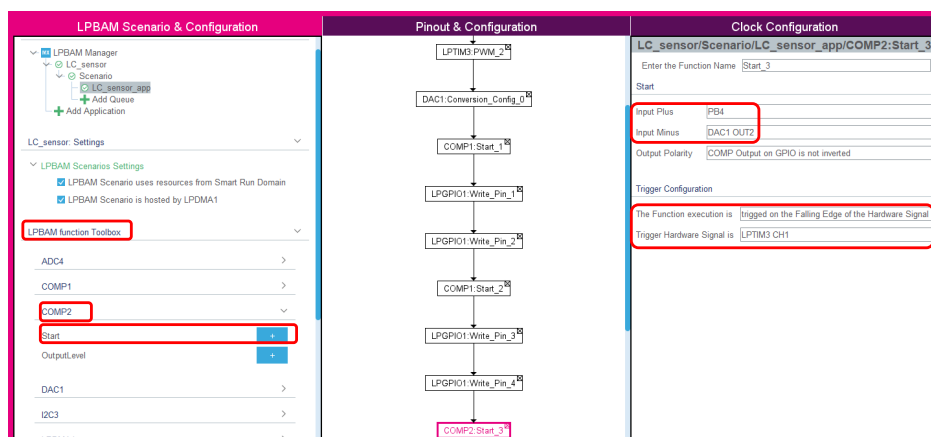 LPBAM Scenario & Configuration
Pinout & Configuration
Clock Configuration
LPBAM Manager
LC_sensor
Scenario
LC_sensor_app
Add Queue
Add Application
LC_sensor: Settings
LPBAM Scenarios Settings
LPBAM Scenario uses resources from Smart Run Domain
LPBAM Scenario is hosted by LPDMA1
LPBAM function Toolbox
ADC4
COMP1
COMP2
Start
OutputLevel
DAC1
I2C3
LPTIM3:PWM_2
DAC1:Conversion_Config_0
COMP1:Start_1
LPGPIO1:Write_Pin_1
LPGPIO1:Write_Pin_2
COMP1:Start_2
LPGPIO1:Write_Pin_3
LPGPIO1:Write_Pin_4
COMP2:Start_3
LC_sensor/Scenario/LC_sensor_app/COMP2:Start_3
Enter the Function Name Start_3
Start
Input Plus PB4
Input Minus DAC1 OUT2
Output Polarity COMP Output on GPIO is not inverted
Trigger Configuration
The Function execution is trigged on the Falling Edge of the Hardware Signal
Trigger Hardware Signal is LPTIM3 CH1